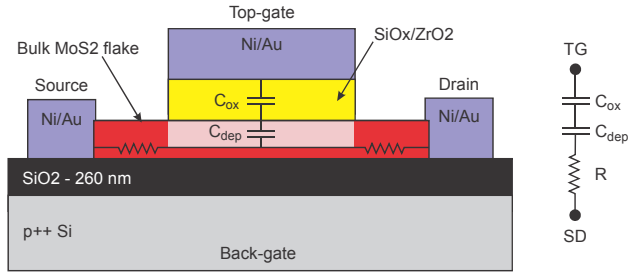 Top-gate
Ni/Au
SiOx/ZrO2
Bulk MoS2 flake
Source
Ni/Au
Drain
Ni/Au
Cox
Cdep
SiO2 - 260 nm
p++ Si
Back-gate
TG
Cox
Cdep
R
SD